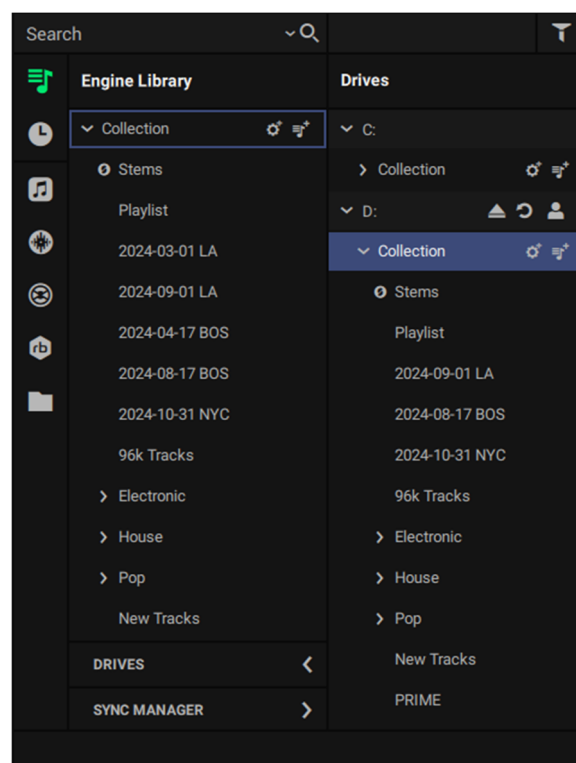 Search
Engine Library
Collection
Stems
Playlist
2024-03-01 LA
2024-09-01 LA
2024-04-17 BOS
2024-08-17 BOS
2024-10-31 NYC
96k Tracks
Electronic
House
Pop
New Tracks
DRIVES
SYNC MANAGER
rb
Drives
C:
Collection
D:
Collection
Stems
Playlist
2024-09-01 LA
2024-08-17 BOS
2024-10-31 NYC
96k Tracks
Electronic
House
Pop
New Tracks
PRIME